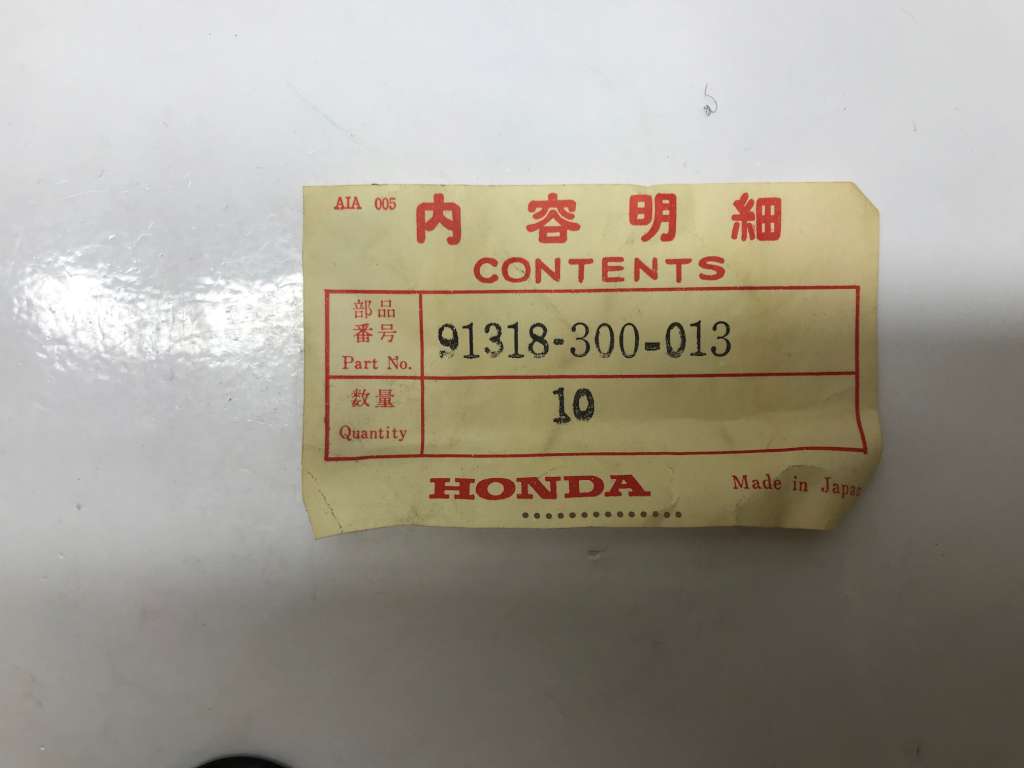 AIA 005
内容明細
CONTENTS
部品
番号
Part No.
91318-300-013
数量
Quantity
10
HONDA
Made in Japan